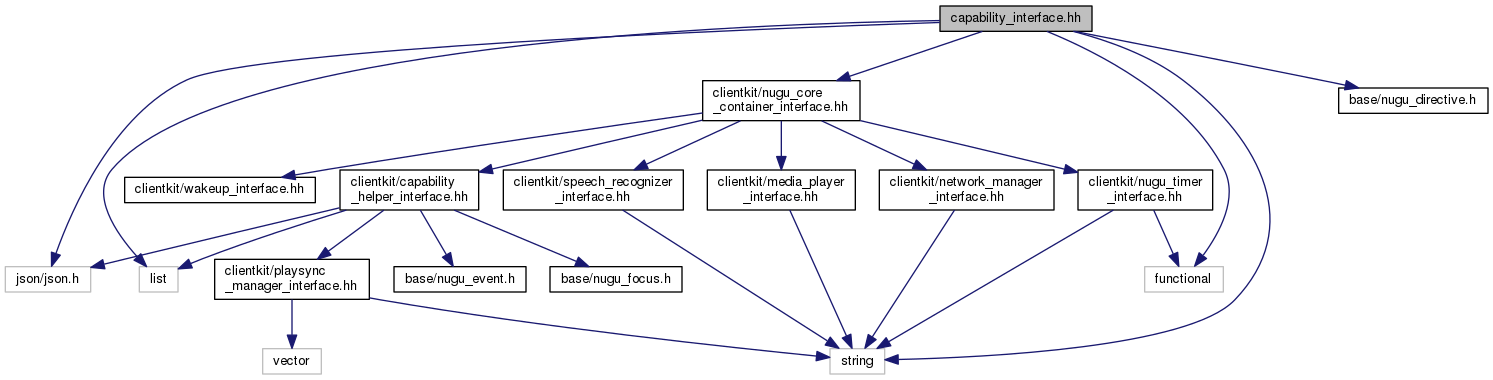 capability_interface.hh
clientkit/nugu_core
_container_interface.hh
base/nugu_directive.h
clientkit/wakeup_interface.hh
clientkit/capability
_helper_interface.hh
clientkit/speech_recognizer
_interface.hh
clientkit/media_player
_interface.hh
clientkit/network_manager
_interface.hh
clientkit/nugu_timer
_interface.hh
json/json.h
list
clientkit/playsync
_manager_interface.hh
base/nugu_event.h
base/nugu_focus.h
functional
vector
string